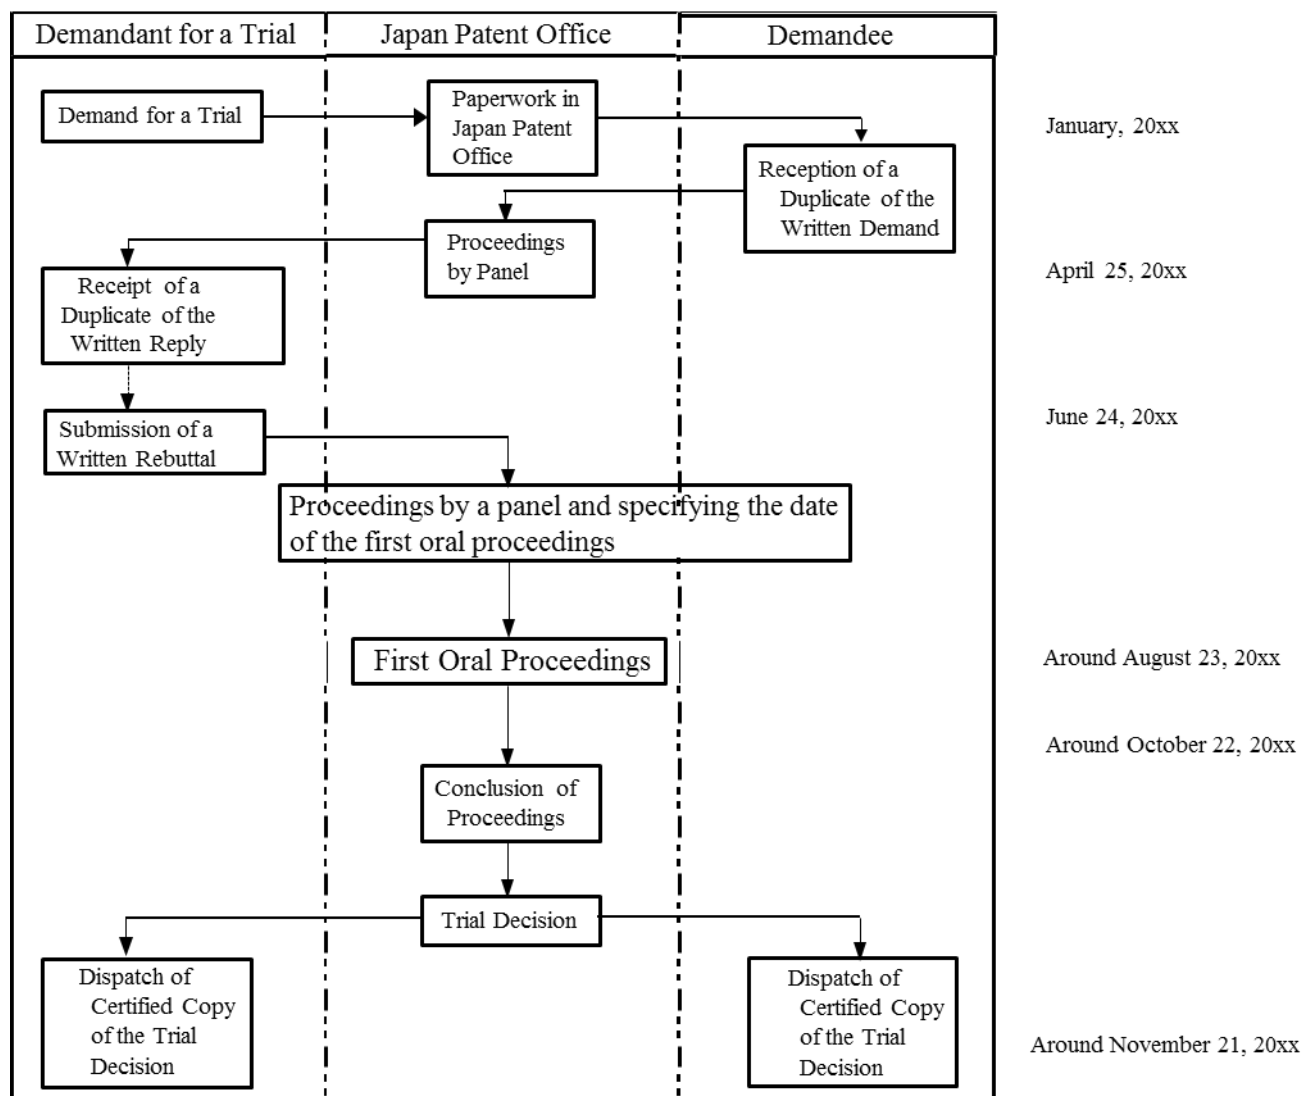 Demandant for a Trial
Japan Patent Office
Demandee
Demand for a Trial
Paperwork in
Japan Patent
Office
January, 20xx
Reception of a
Duplicate of the
Written Demand
Proceedings
by Panel
April 25, 20xx
Receipt of a
Duplicate of the
Written Reply
Submission of a
Written Rebuttal
June 24, 20xx
Proceedings by a panel and specifying the date
of the first oral proceedings
First Oral Proceedings
Around August 23, 20xx
Around October 22, 20xx
Conclusion of
Proceedings
Trial Decision
Dispatch of
Certified Copy
of the Trial
Decision
Dispatch of
Certified Copy
of the Trial
Decision
Around November 21, 20xx